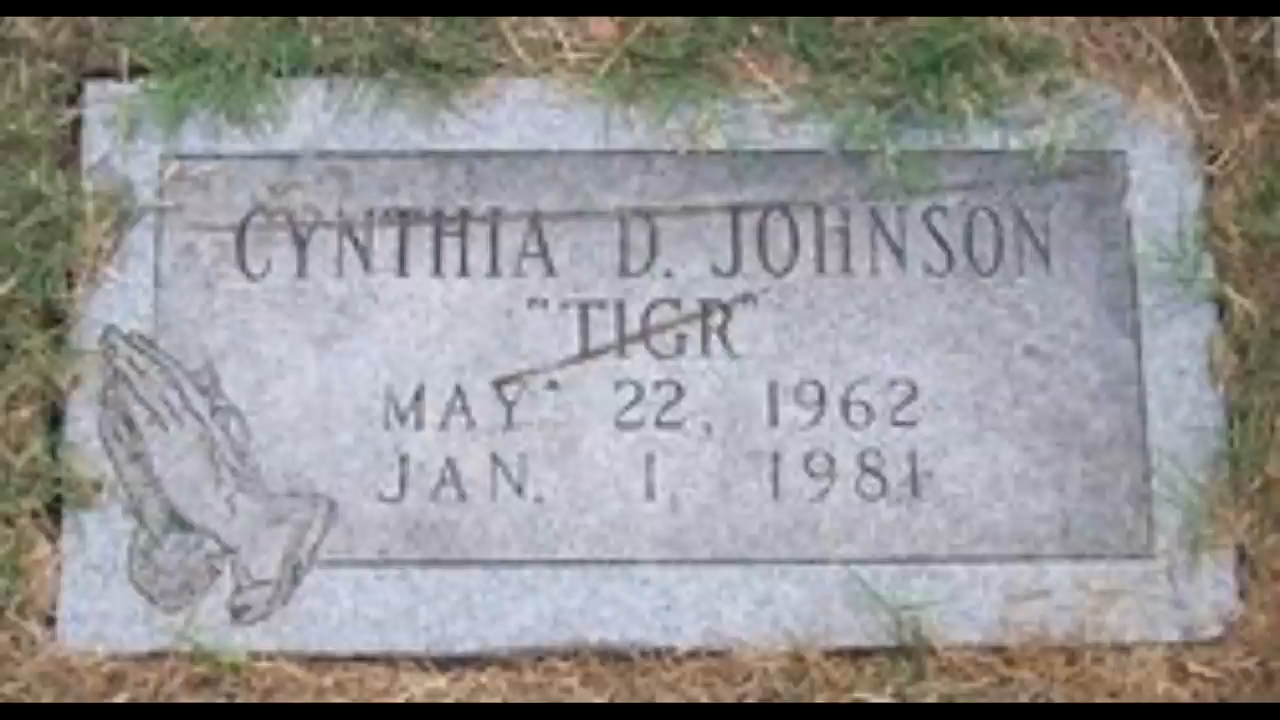 CYNTHIA D. JOHNSON
"TIGR"
MAY 22, 1962
JAN. 1, 1981